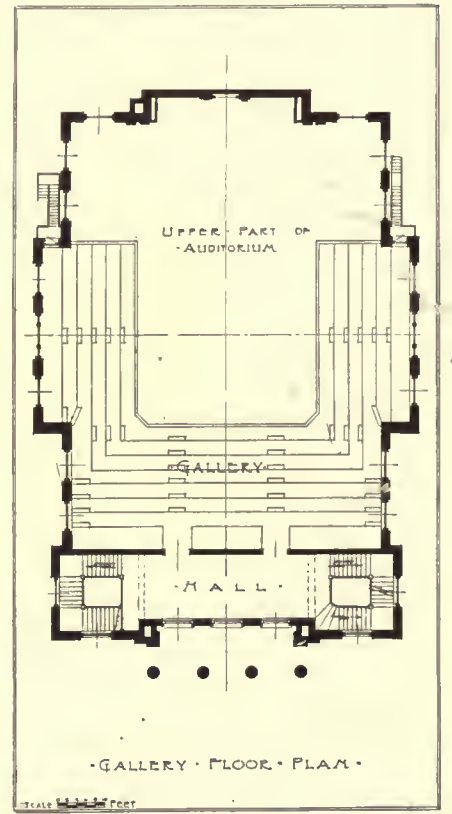 UPPER · PART OF
· AUDITORIUM
· GALLERY ·
· HALL ·
· GALLERY · FLOOR · PLAN ·
SCALE FEET